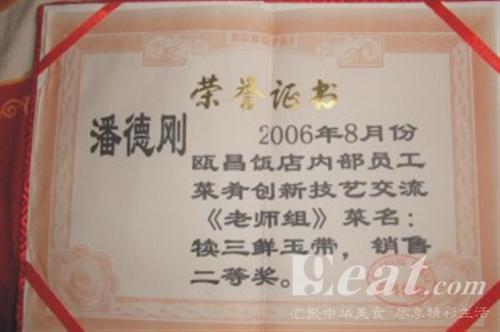 荣誉证书
潘德刚
2006年8月份
瓯昌饭店内部员工
菜肴创新技艺交流
《老师组》菜名：
犊三鲜玉带，销售
二等奖。
9eat.com
汇聚中华美食 尽享精彩生活